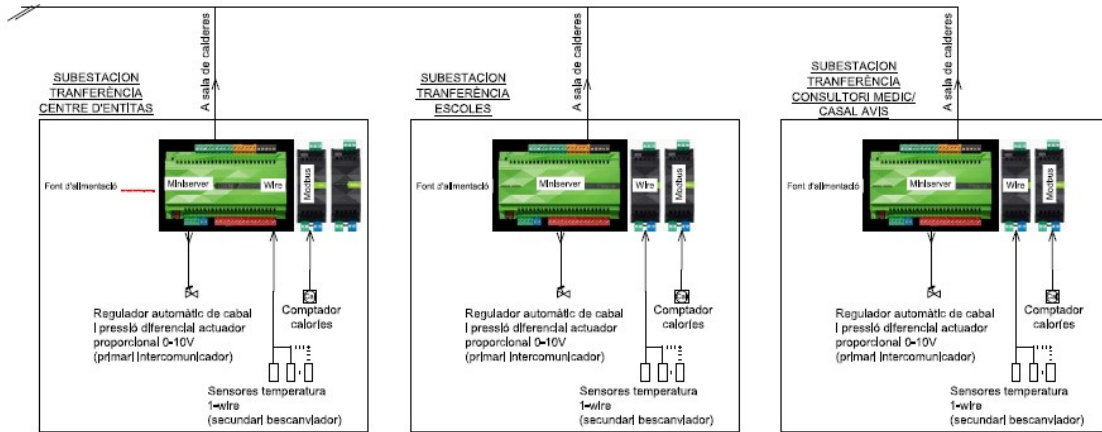 A sala de calderes
SUBESTACION
TRANFERÈNCIA
CENTRE D'ENTITAS
Font d'alimentació
Miniserver
Wire
Modbus
Regulador automàtic de cabal
i pressió diferencial actuador
proporcional 0-10V
(primari intercomunicador)
Comptador
calories
Sensores temperatura
1-wire
(secundari bescanviador)
A sala de calderes
SUBESTACION
TRANFERÈNCIA
ESCOLES
Font d'alimentació
Miniserver
Wire
Modbus
Regulador automàtic de cabal
i pressió diferencial actuador
proporcional 0-10V
(primari intercomunicador)
Comptador
calories
Sensores temperatura
1-wire
(secundari bescanviador)
A sala de calderes
SUBESTACION
TRANFERÈNCIA
CONSULTORI MEDIC/
CASAL AVIS
Font d'alimentació
Miniserver
Wire
Modbus
Regulador automàtic de cabal
i pressió diferencial actuador
proporcional 0-10V
(primari intercomunicador)
Comptador
calories
Sensores temperatura
1-wire
(secundari bescanviador)